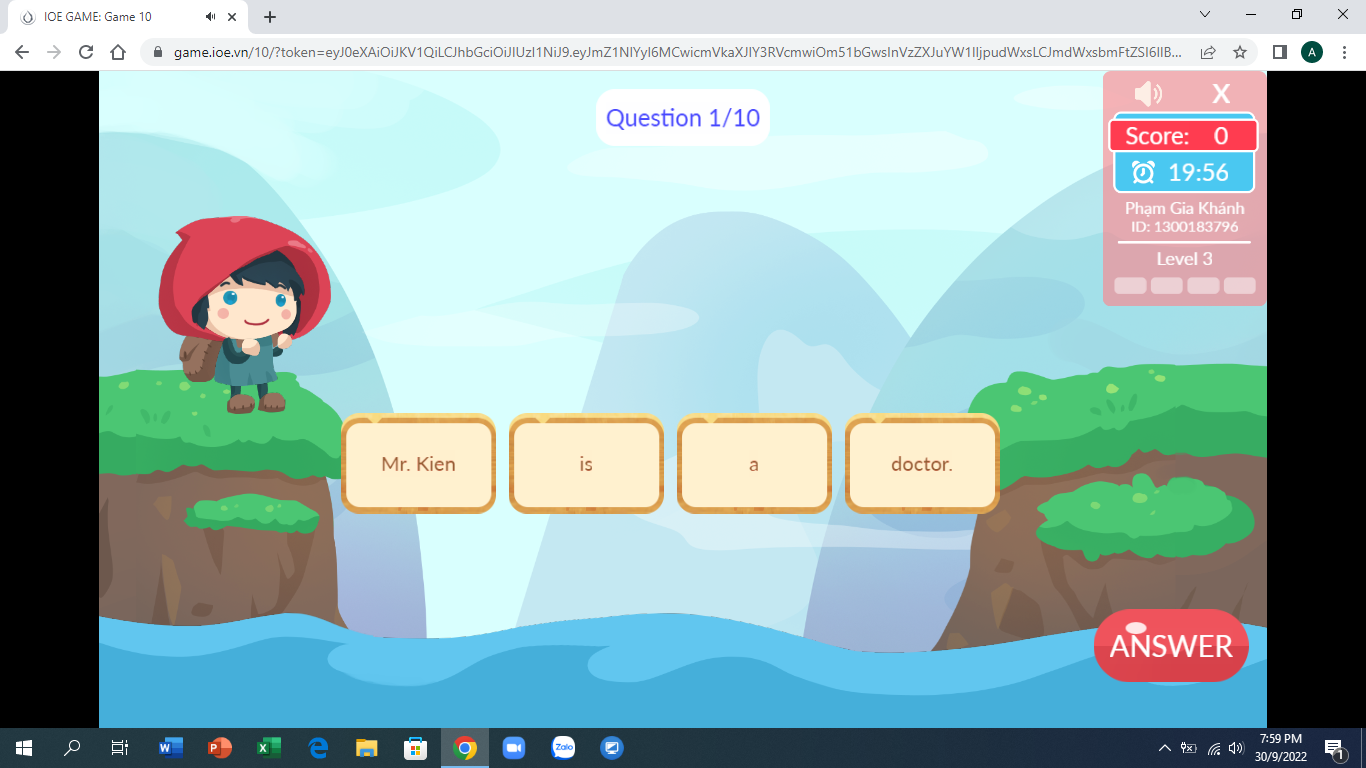 IOE GAME: Game 10
game.ioe.vn/10/?token=eyJ0eXAiOiJKV1QiLCJhbGciOiJIUzI1NiJ9.eyJmZ1NlYyI6MCwicmVkaXJlY3RVcmwiOm51bGwsInVzZXJuYW1lIjpudWxsLCJmdWxsbmFtZSI6IlB...
A
Question 1/10
X
Score: 0
19:56
Phạm Gia Khánh
ID: 1300183796
Level 3
Mr. Kien
is
a
doctor.
ANSWER
Zalo
7:59 PM
30/9/2022
1